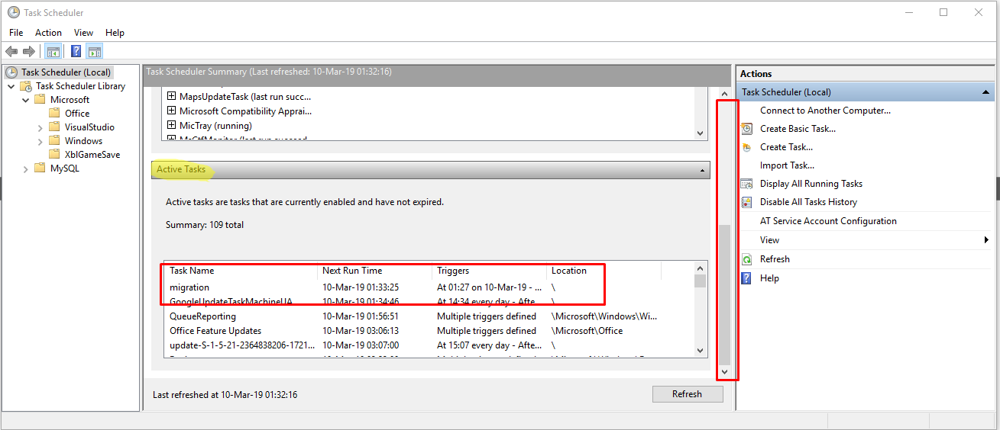 Task Scheduler
File Action View Help
Task Scheduler (Local)
Task Scheduler Library
Microsoft
Office
VisualStudio
Windows
XblGameSave
MySQL
Task Scheduler Summary (Last refreshed: 10-Mar-19 01:32:16)
MapsUpdateTask (last run succ...
Microsoft Compatibility Apprai...
MicTray (running)
MsCtfMonitor (last run succeed
Active Tasks
Active tasks are tasks that are currently enabled and have not expired.
Summary: 109 total
Task Name Next Run Time Triggers Location
migration 10-Mar-19 01:33:25 At 01:27 on 10-Mar-19 - ... \
GoogleUpdateTaskMachineUA 10-Mar-19 01:34:46 At 14:34 every day - Afte... \
QueueReporting 10-Mar-19 01:56:51 Multiple triggers defined \Microsoft\Windows\Wi...
Office Feature Updates 10-Mar-19 03:06:13 Multiple triggers defined \Microsoft\Office
update-S-1-5-21-2364838206-1721... 10-Mar-19 03:07:00 At 15:07 every day - Afte... \
Last refreshed at 10-Mar-19 01:32:16
Refresh
Actions
Task Scheduler (Local)
Connect to Another Computer...
Create Basic Task...
Create Task...
Import Task...
Display All Running Tasks
Disable All Tasks History
AT Service Account Configuration
View
Refresh
Help